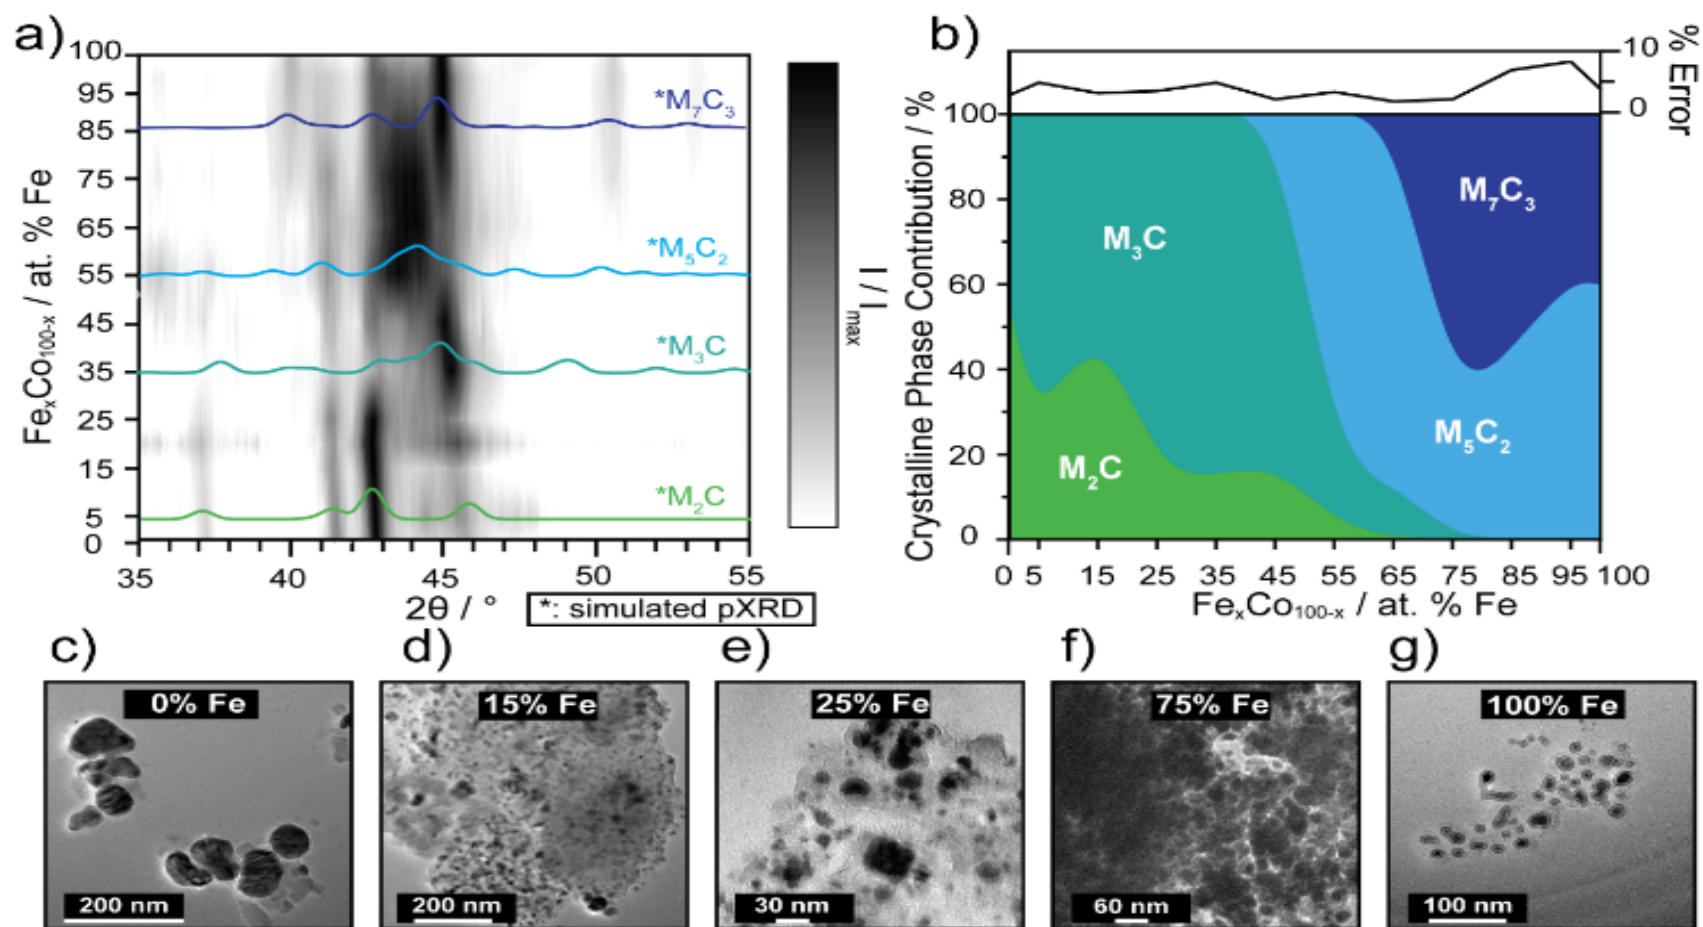 a)
100
95
85
75
65
55
45
35
25
15
5
0
Fe_xCo_100-x / at. % Fe
*M₇C₃
*M₅C₂
*M₃C
*M₂C
35 40 45 50 55
2θ / °
*: simulated pXRD
I / I_max
b)
10
0
% Error
100
80
60
40
20
0
Crystalline Phase Contribution / %
M₇C₃
M₃C
M₅C₂
M₂C
0 5 15 25 35 45 55 65 75 85 95 100
Fe_xCo_100-x / at. % Fe
c)
0% Fe
200 nm
d)
15% Fe
200 nm
e)
25% Fe
30 nm
f)
75% Fe
60 nm
g)
100% Fe
100 nm